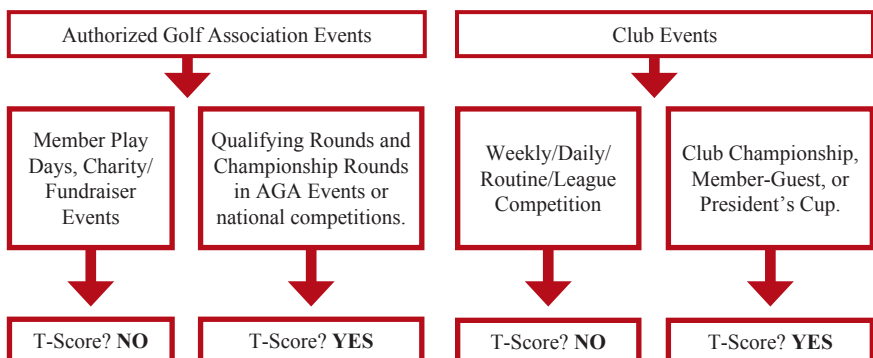 Authorized Golf Association Events
Club Events
Member Play
Days, Charity/
Fundraiser
Events
Qualifying Rounds and
Championship Rounds
in AGA Events or
national competitions.
Weekly/Daily/
Routine/League
Competition
Club Championship,
Member-Guest, or
President’s Cup.
T-Score? NO
T-Score? YES
T-Score? NO
T-Score? YES